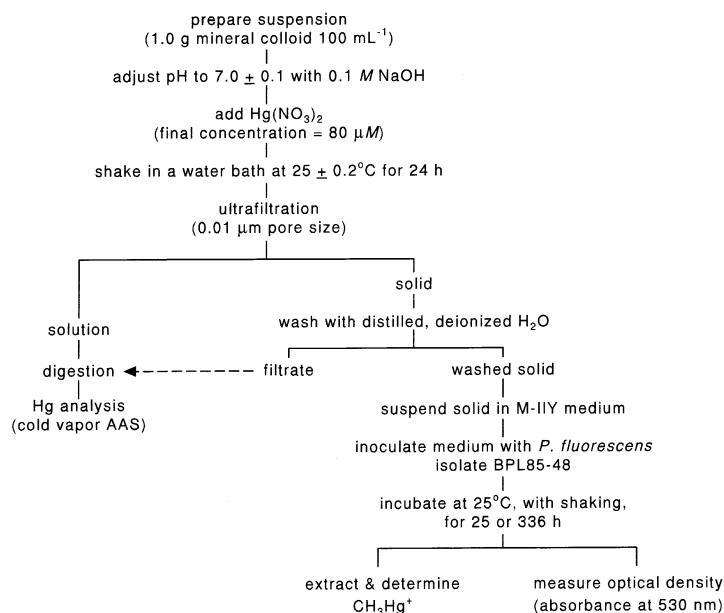 prepare suspension
(1.0 g mineral colloid 100 mL⁻¹)
adjust pH to 7.0 ± 0.1 with 0.1 M NaOH
add Hg(NO₃)₂
(final concentration = 80 μM)
shake in a water bath at 25 ± 0.2°C for 24 h
ultrafiltration
(0.01 μm pore size)
solid
wash with distilled, deionized H₂O
solution
digestion
filtrate
washed solid
Hg analysis
(cold vapor AAS)
suspend solid in M-IIY medium
inoculate medium with P. fluorescens
isolate BPL85-48
incubate at 25°C, with shaking,
for 25 or 336 h
extract & determine
CH₃Hg⁺
measure optical density
(absorbance at 530 nm)